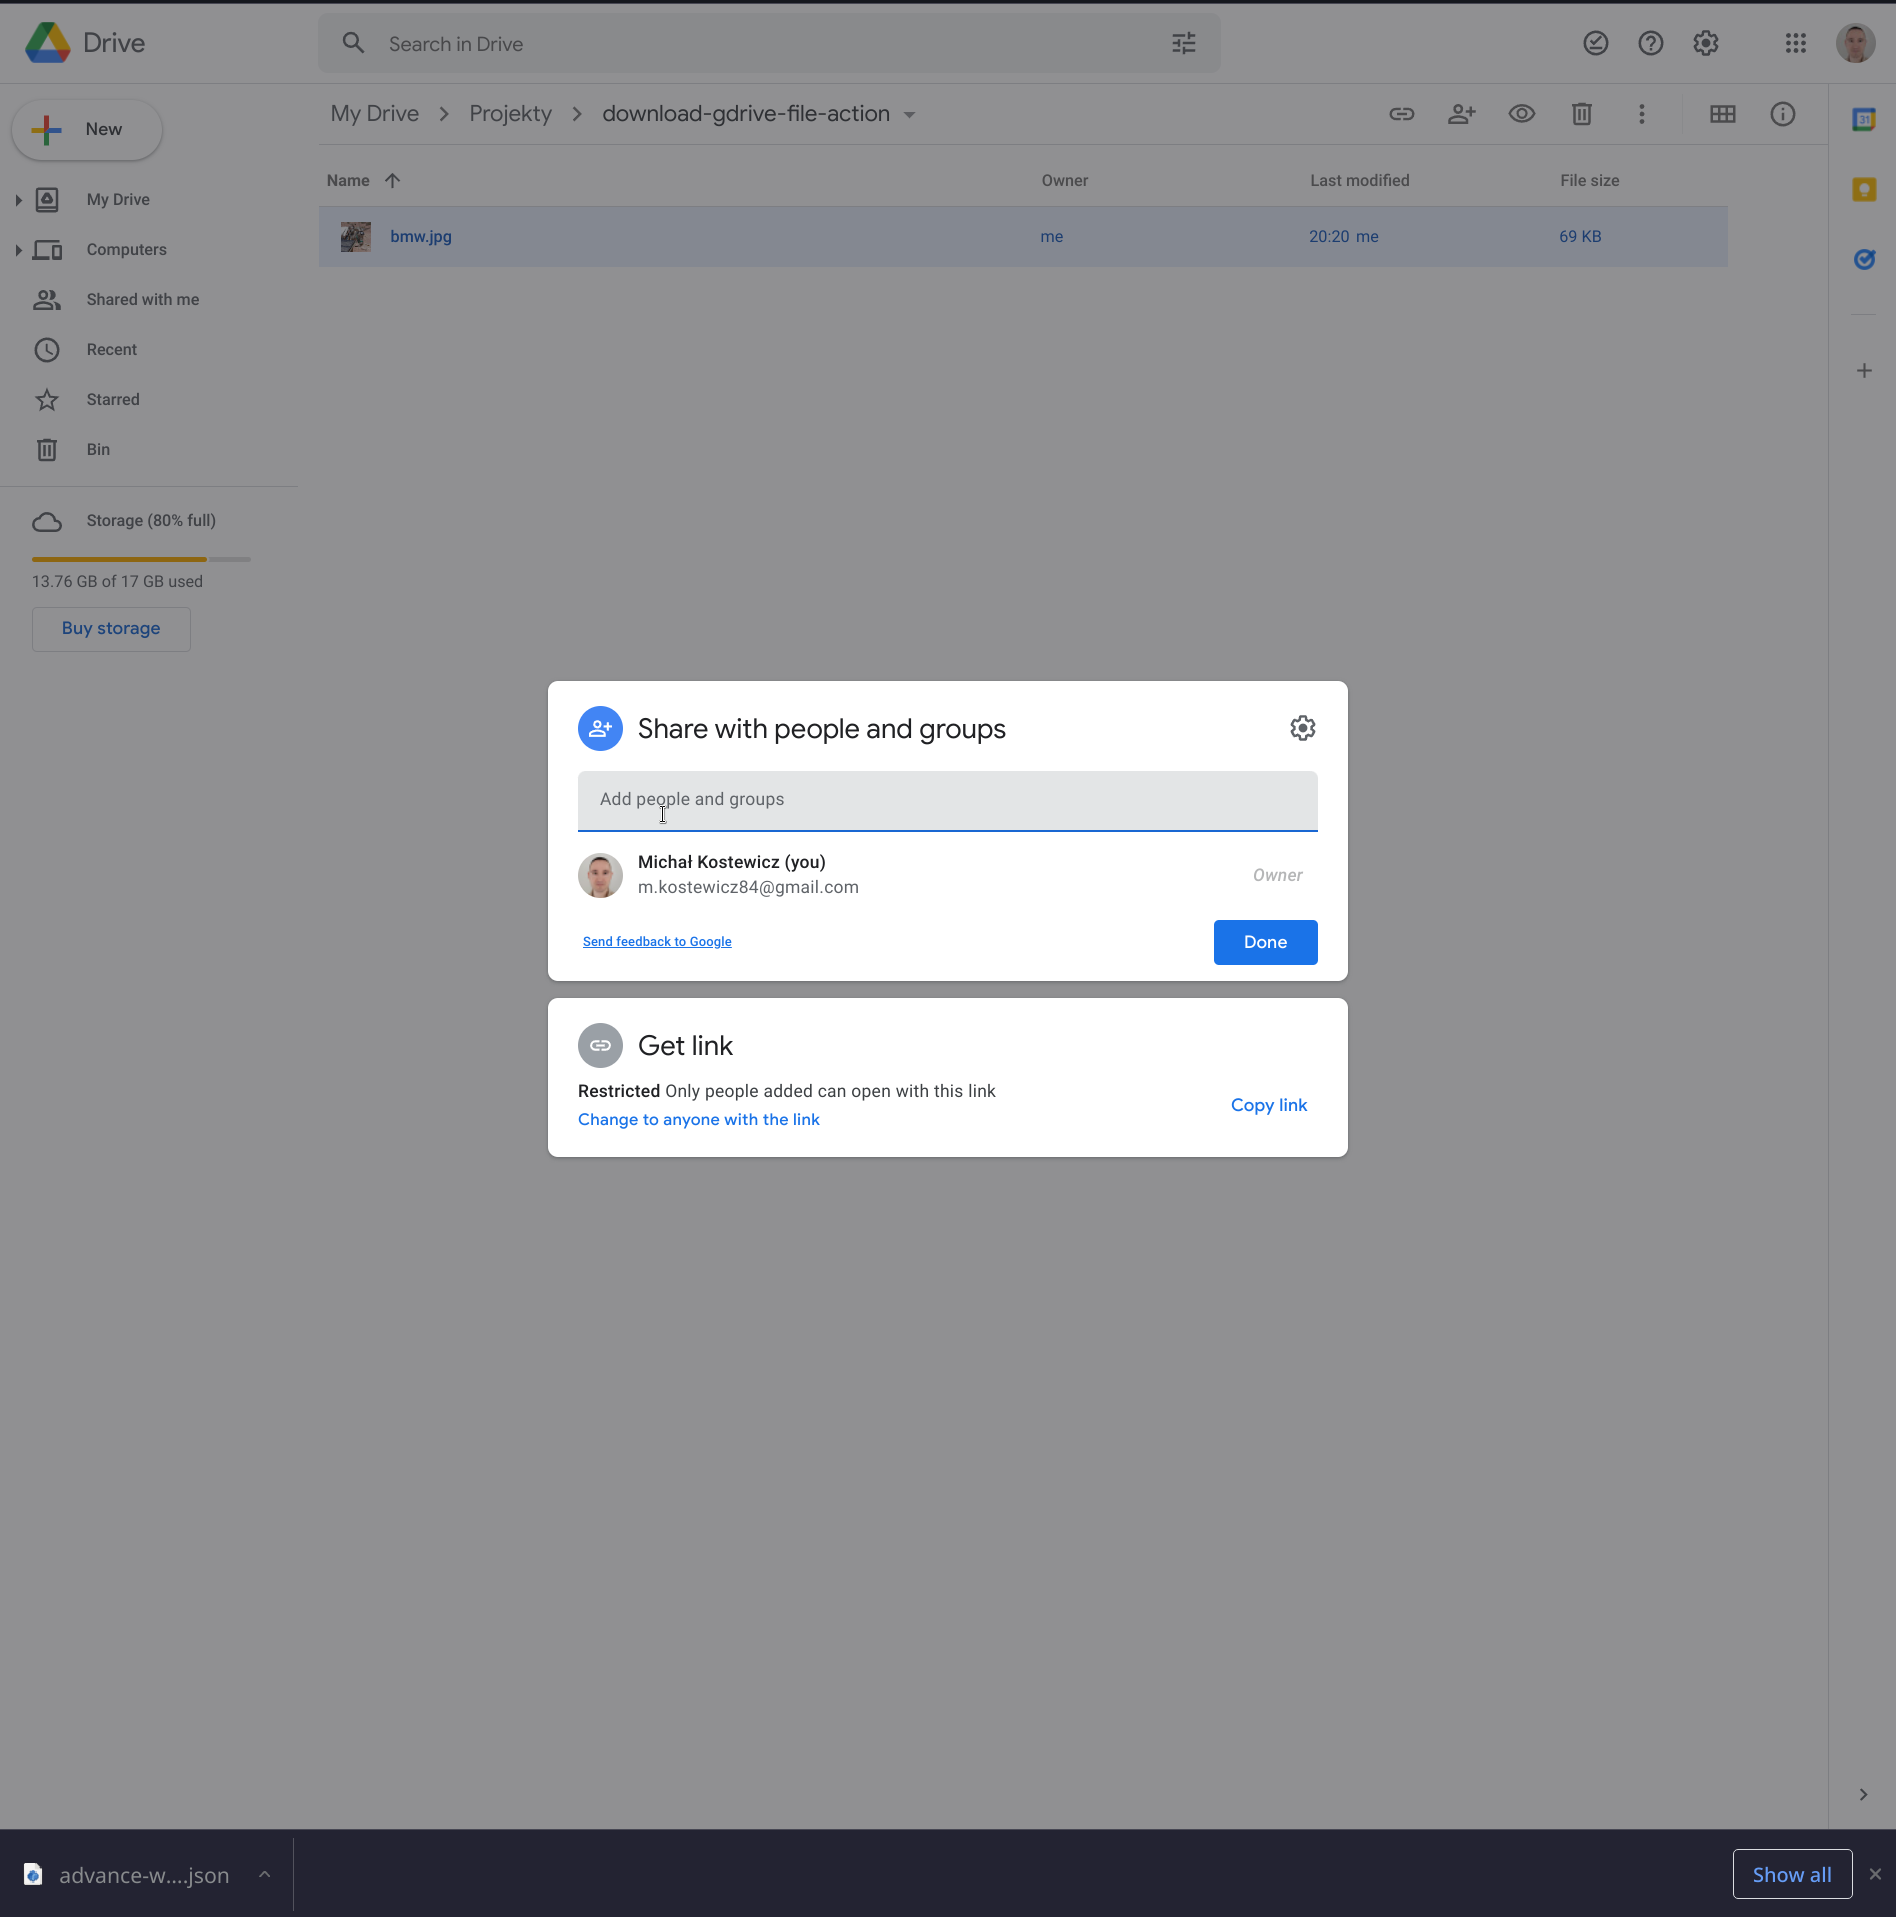 Drive
Search in Drive
New
My Drive
Projekty
download-gdrive-file-action
31
Name
Owner
Last modified
File size
bmw.jpg
me
20:20 me
69 KB
My Drive
Computers
Shared with me
Recent
Starred
Bin
Storage (80% full)
13.76 GB of 17 GB used
Buy storage
Share with people and groups
Add people and groups
Michał Kostewicz (you)
m.kostewicz84@gmail.com
Owner
Send feedback to Google
Done
Get link
Restricted Only people added can open with this link
Change to anyone with the link
Copy link
advance-w....json
Show all